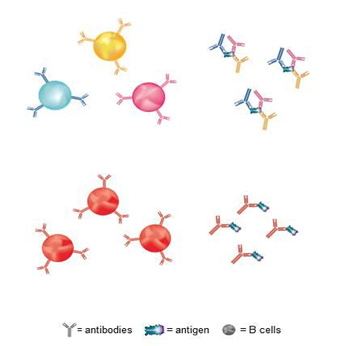 = antibodies = antigen = B cells